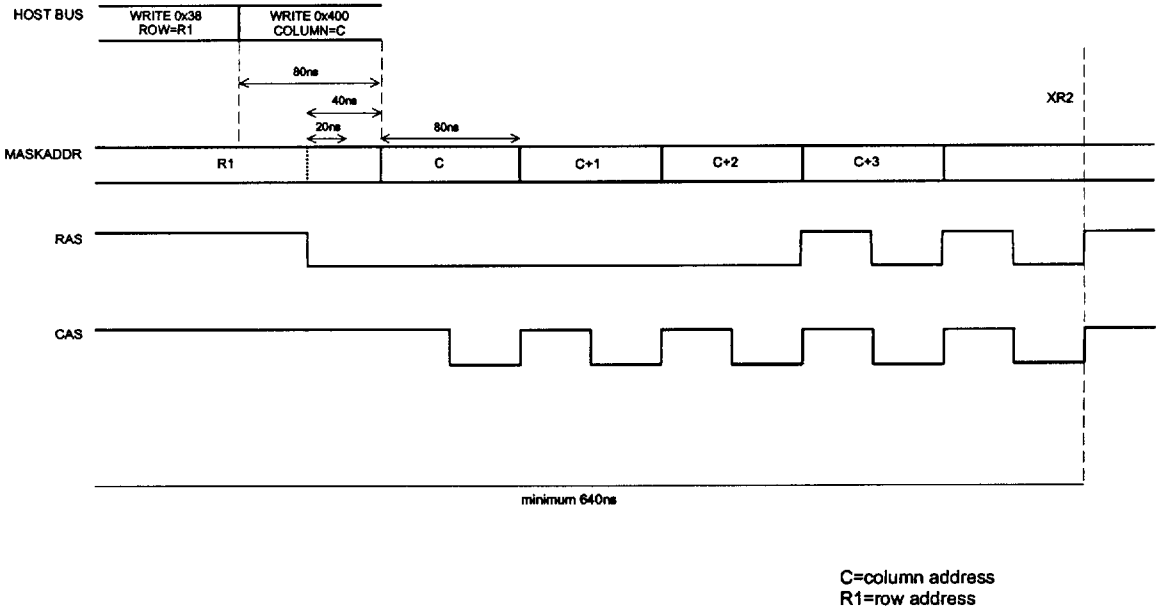 HOST BUS
WRITE 0x38
ROW=R1
WRITE 0x400
COLUMN=C
80ns
40ns
20ns
80ns
XR2
MASKADDR
R1
C
C+1
C+2
C+3
RAS
CAS
minimum 640ns
C=column address
R1=row address